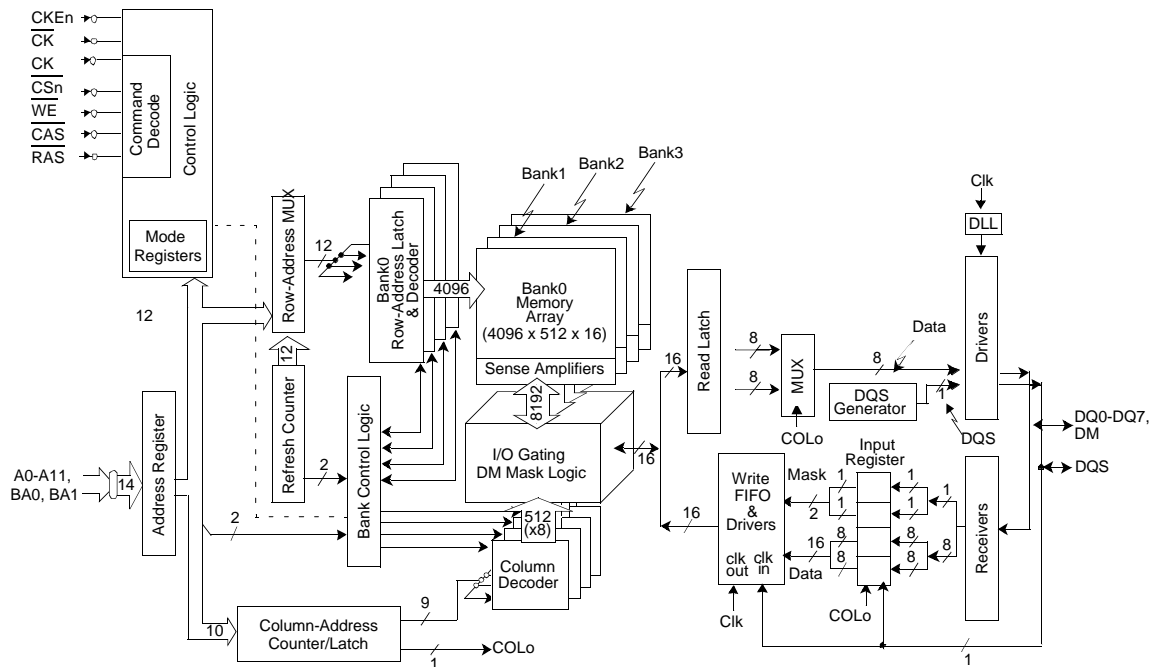 CKEn
CK
CK
CSn
WE
CAS
RAS
Command
Decode
Control Logic
Mode
Registers
12
Row-Address MUX
12
12
Refresh Counter
Bank0
Row-Address Latch
& Decoder
4096
Bank1
Bank2
Bank3
Bank0
Memory
Array
(4096 x 512 x 16)
Sense Amplifiers
8192
I/O Gating
DM Mask Logic
16
512
(x8)
Column
Decoder
Bank Control Logic
2
2
A0-A11,
BA0, BA1
14
Address Register
10
Column-Address
Counter/Latch
9
1
COLo
16
Read Latch
8
8
MUX
COLo
8
Data
DQS
Generator
1
DQS
Clk
DLL
Drivers
DQ0-DQ7,
DM
DQS
Input
Register
Write
FIFO
&
Drivers
clk
out
clk
in
Clk
16
Mask
2
1
1
1
1
1
16
Data
8
8
8
8
8
COLo
Receivers
1